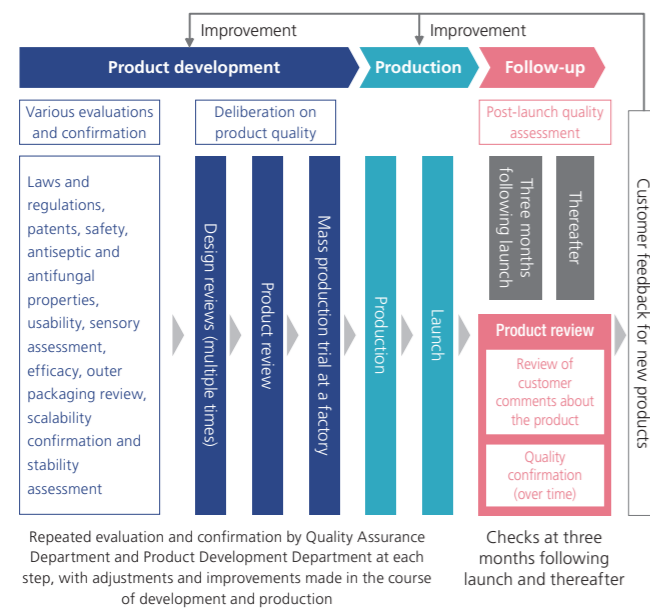 Improvement
Improvement
Product development
Production
Follow-up
Various evaluations
and confirmation
Deliberation on
product quality
Post-launch quality
assessment
Laws and
regulations,
patents, safety,
antiseptic and
antifungal
properties,
usability, sensory
assessment,
efficacy, outer
packaging review,
scalability
confirmation and
stability
assessment
Design reviews (multiple times)
Product review
Mass production trial at a factory
Production
Launch
Three months
following launch
Thereafter
Product review
Review of
customer
comments about
the product
Quality
confirmation
(over time)
Customer feedback for new products
Repeated evaluation and confirmation by Quality Assurance
Department and Product Development Department at each
step, with adjustments and improvements made in the course
of development and production
Checks at three
months following
launch and thereafter